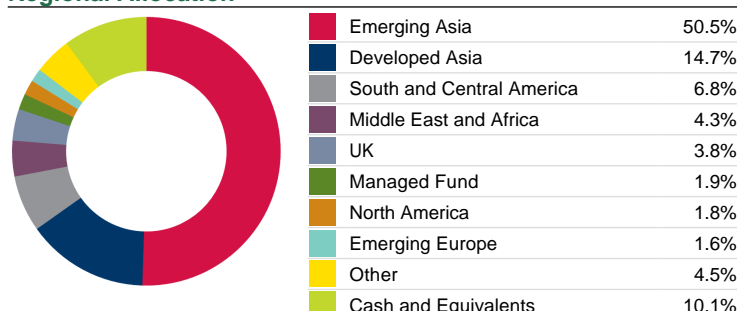 Regional Allocation
Emerging Asia 50.5%
Developed Asia 14.7%
South and Central America 6.8%
Middle East and Africa 4.3%
UK 3.8%
Managed Fund 1.9%
North America 1.8%
Emerging Europe 1.6%
Other 4.5%
Cash and Equivalents 10.1%